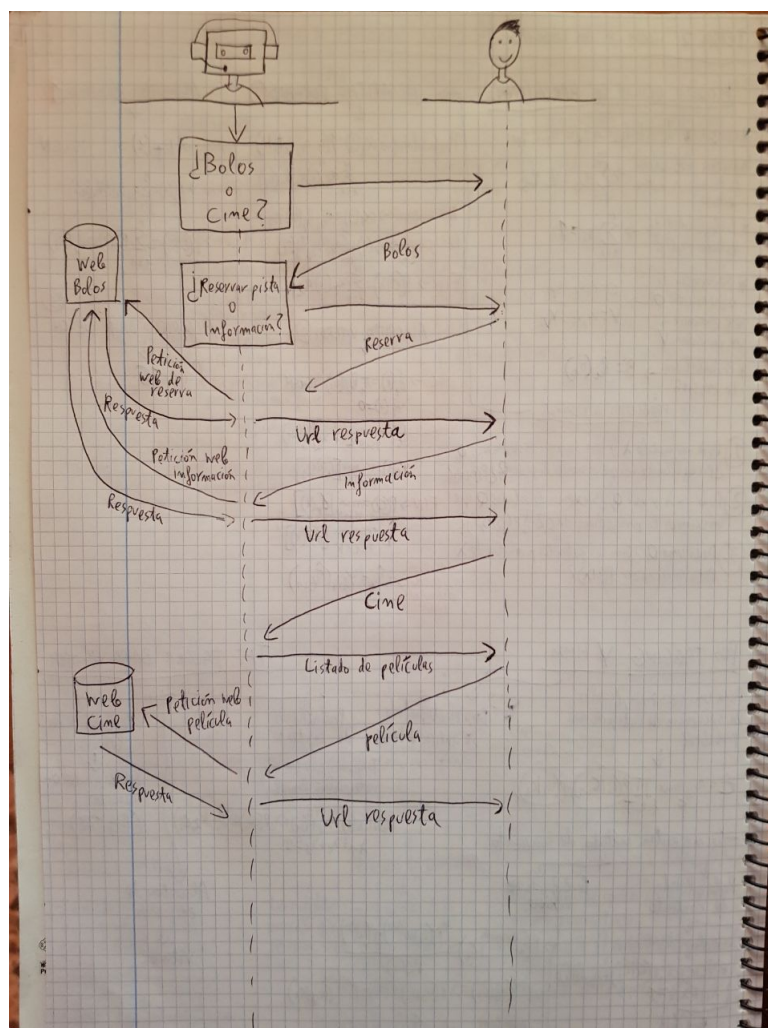 ¿Bolos
o
Cine?
Bolos
Web
Bolos
¿Reservar pista
o
Información?
Reserva
Petición
web de
reserva
Respuesta
Url respuesta
Petición web
información
Información
Respuesta
Url respuesta
Cine
Listado de películas
Web
Cine
Petición web
película
película
Respuesta
Url respuesta